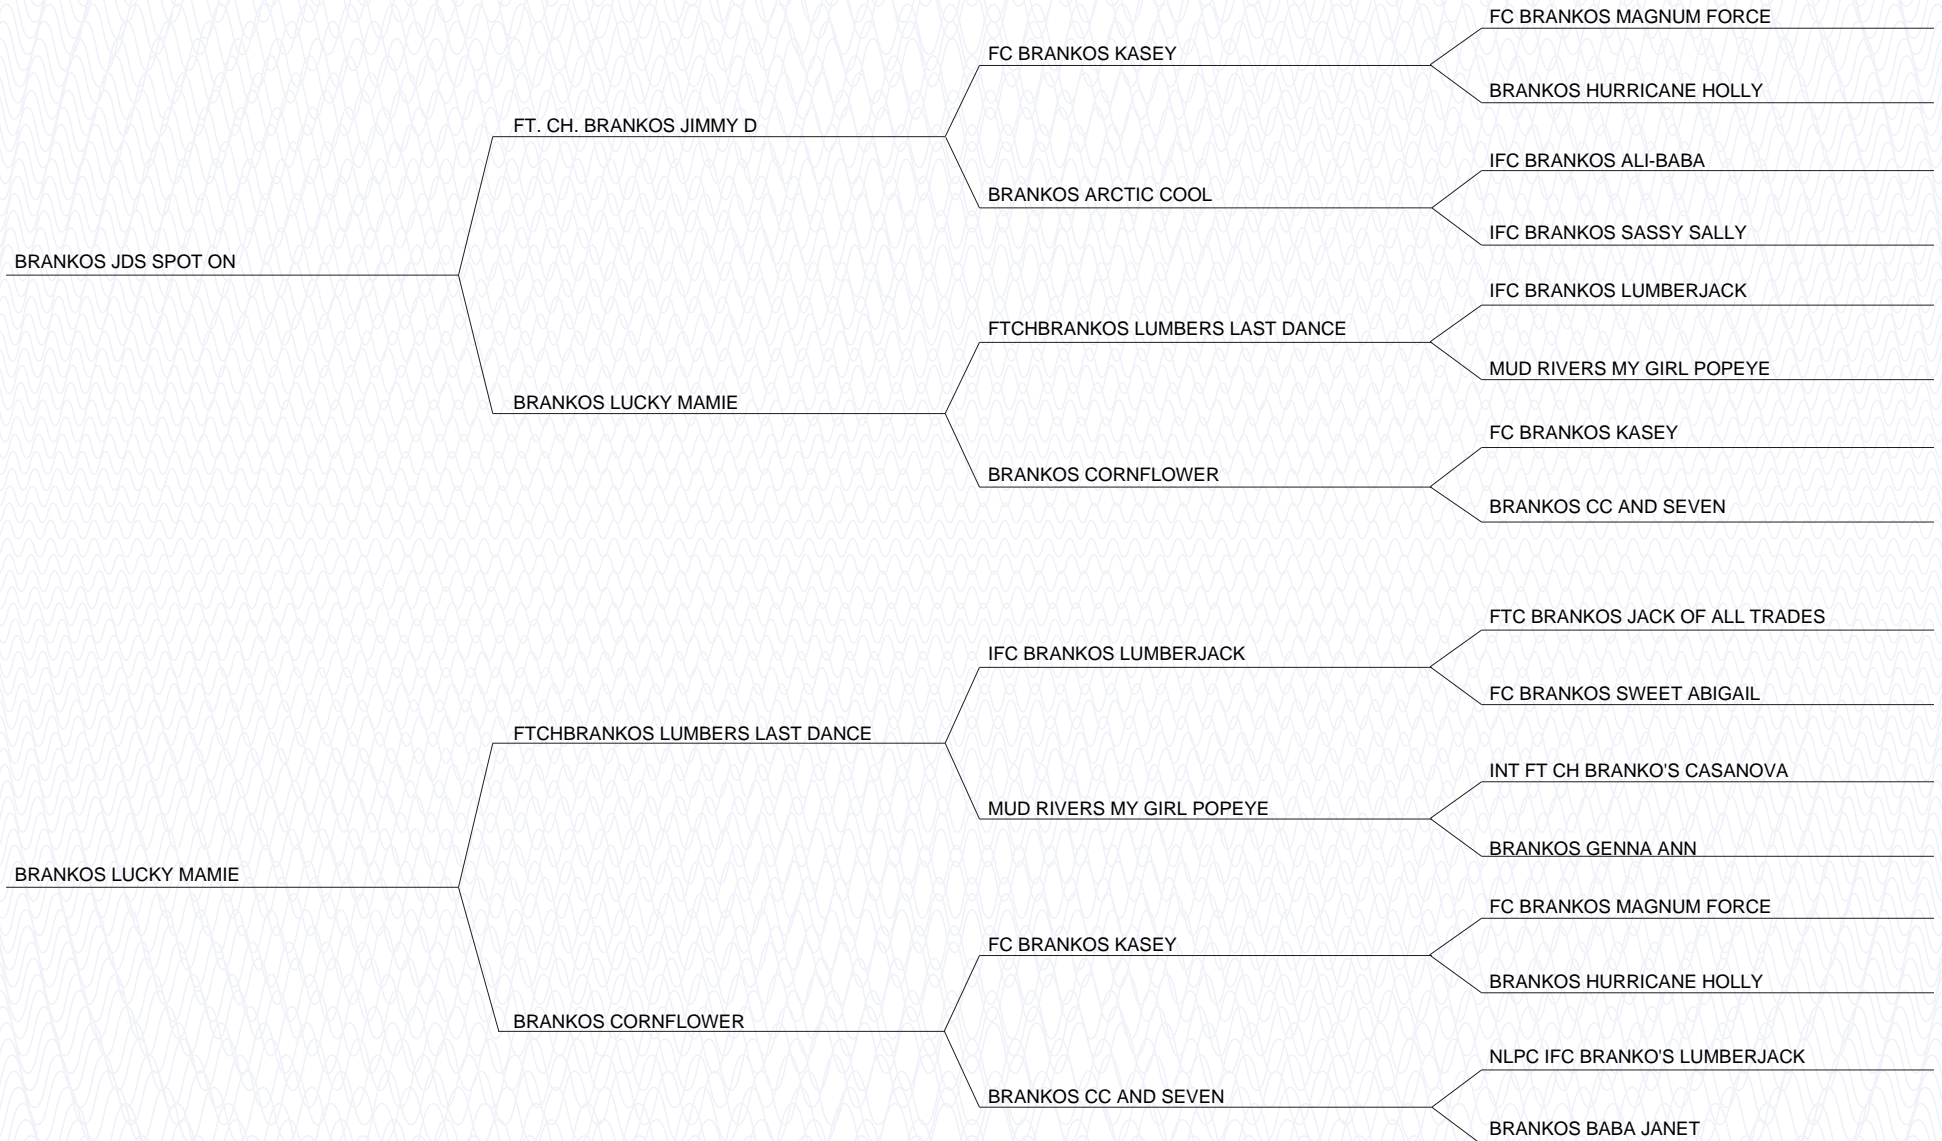 FC BRANKOS MAGNUM FORCE
FC BRANKOS KASEY
BRANKOS HURRICANE HOLLY
FT. CH. BRANKOS JIMMY D
IFC BRANKOS ALI-BABA
BRANKOS ARCTIC COOL
IFC BRANKOS SASSY SALLY
BRANKOS JDS SPOT ON
IFC BRANKOS LUMBERJACK
FTCHBRANKOS LUMBERS LAST DANCE
MUD RIVERS MY GIRL POPEYE
BRANKOS LUCKY MAMIE
FC BRANKOS KASEY
BRANKOS CORNFLOWER
BRANKOS CC AND SEVEN
FTC BRANKOS JACK OF ALL TRADES
IFC BRANKOS LUMBERJACK
FC BRANKOS SWEET ABIGAIL
FTCHBRANKOS LUMBERS LAST DANCE
INT FT CH BRANKO'S CASANOVA
MUD RIVERS MY GIRL POPEYE
BRANKOS GENNA ANN
BRANKOS LUCKY MAMIE
FC BRANKOS MAGNUM FORCE
FC BRANKOS KASEY
BRANKOS HURRICANE HOLLY
BRANKOS CORNFLOWER
NLPC IFC BRANKO'S LUMBERJACK
BRANKOS CC AND SEVEN
BRANKOS BABA JANET